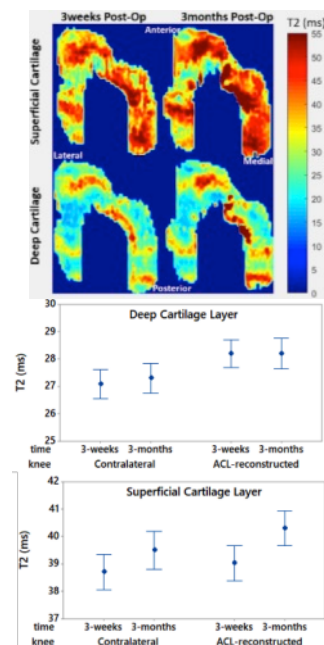 3weeks Post-Op 3months Post-Op T2 (ms)
Anterior
Superficial Cartilage
Lateral Medial
Deep Cartilage
Posterior
55
50
45
40
35
30
25
20
15
10
5
0
Deep Cartilage Layer
T2 (ms)
30
29
28
27
26
25
time 3-weeks 3-months 3-weeks 3-months
knee Contralateral ACL-reconstructed
Superficial Cartilage Layer
T2 (ms)
42
41
40
39
38
37
time 3-weeks 3-months 3-weeks 3-months
knee Contralateral ACL-reconstructed